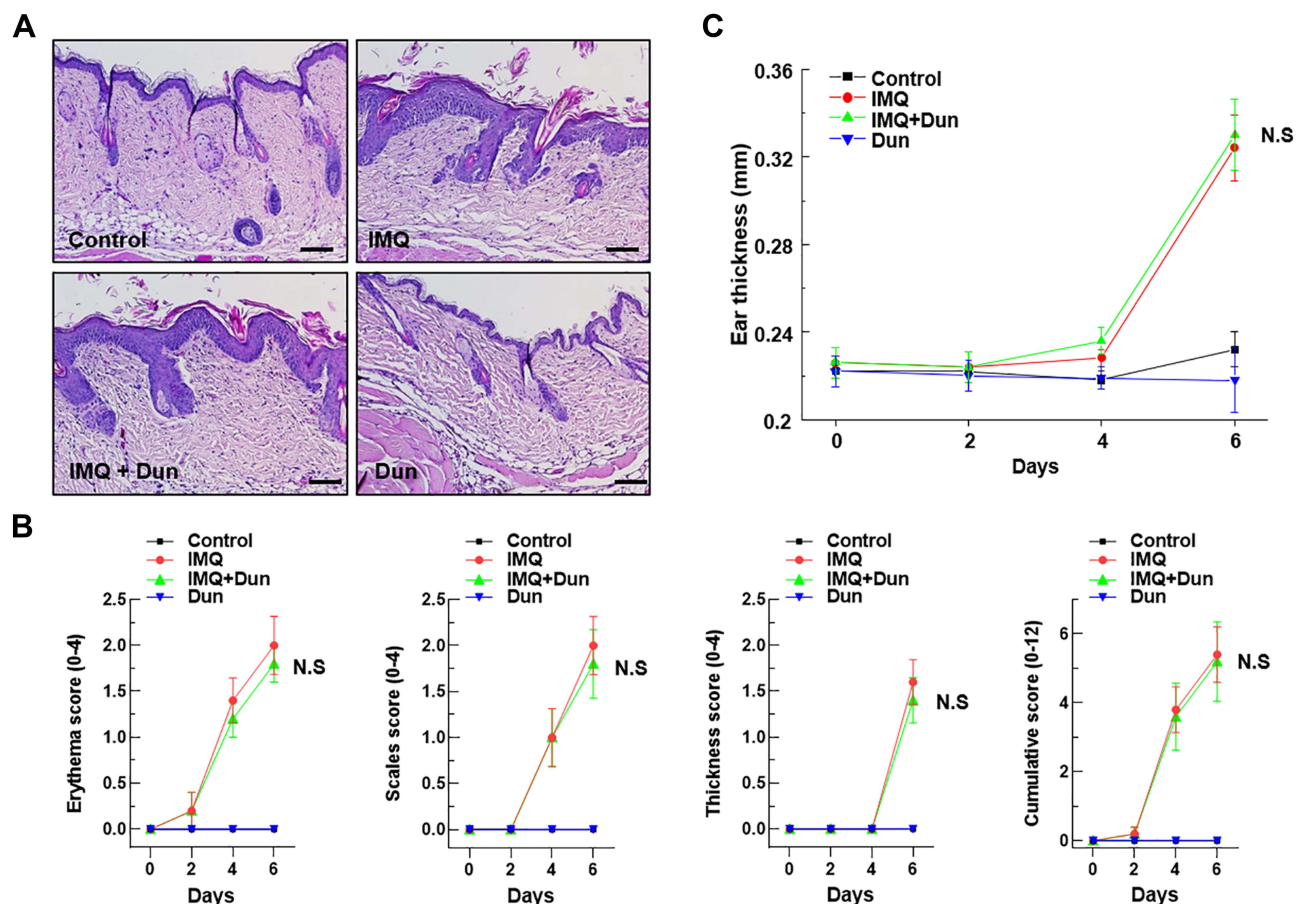 A
Control
IMQ
IMQ + Dun
Dun
C
0.36
0.32
0.28
0.24
0.2
Ear thickness (mm)
Control
IMQ
IMQ+Dun
Dun
N.S
0 2 4 6
Days
B
Control
IMQ
IMQ+Dun
Dun
2.5
2.0
1.5
1.0
0.5
0.0
Erythema score (0-4)
N.S
0 2 4 6
Days
Control
IMQ
IMQ+Dun
Dun
2.5
2.0
1.5
1.0
0.5
0.0
Scales score (0-4)
N.S
0 2 4 6
Days
Control
IMQ
IMQ+Dun
Dun
2.5
2.0
1.5
1.0
0.5
0.0
Thickness score (0-4)
N.S
0 2 4 6
Days
Control
IMQ
IMQ+Dun
Dun
6
4
2
0
Cumulative score (0-12)
N.S
0 2 4 6
Days